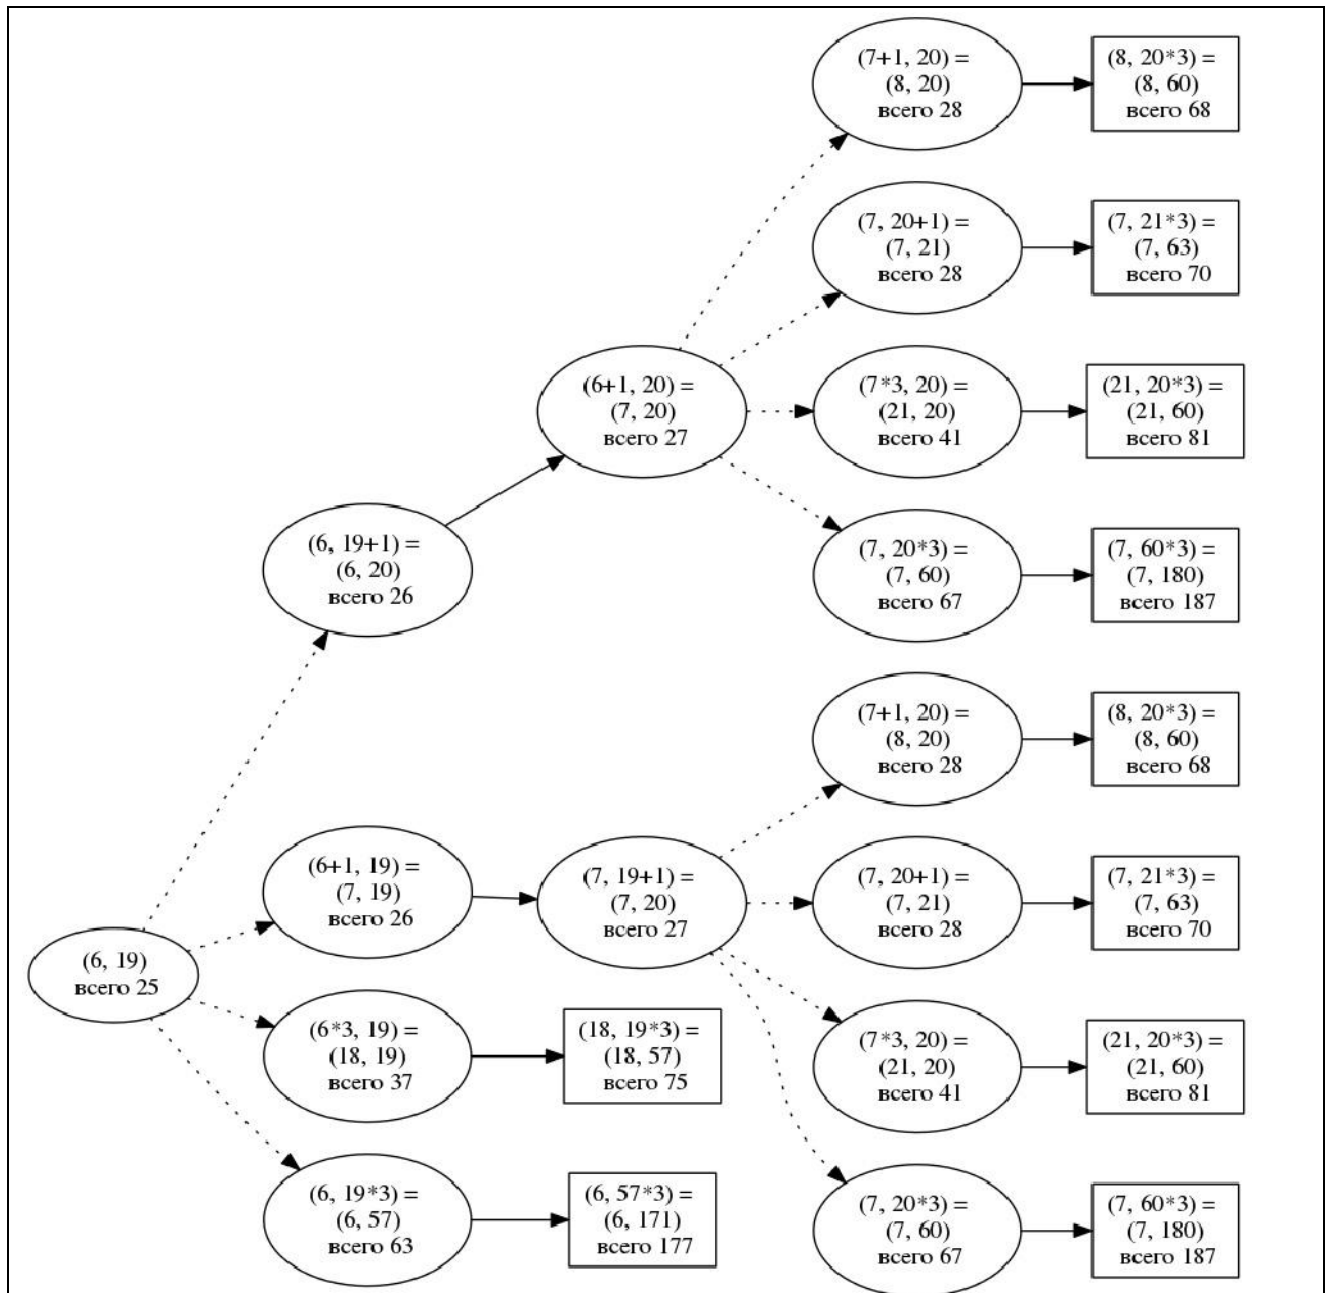 (7+1, 20) =
(8, 20)
всего 28
(8, 20*3) =
(8, 60)
всего 68
(7, 20+1) =
(7, 21)
всего 28
(7, 21*3) =
(7, 63)
всего 70
(6+1, 20) =
(7, 20)
всего 27
(7*3, 20) =
(21, 20)
всего 41
(21, 20*3) =
(21, 60)
всего 81
(6, 19+1) =
(6, 20)
всего 26
(7, 20*3) =
(7, 60)
всего 67
(7, 60*3) =
(7, 180)
всего 187
(7+1, 20) =
(8, 20)
всего 28
(8, 20*3) =
(8, 60)
всего 68
(6+1, 19) =
(7, 19)
всего 26
(7, 19+1) =
(7, 20)
всего 27
(7, 20+1) =
(7, 21)
всего 28
(7, 21*3) =
(7, 63)
всего 70
(6, 19)
всего 25
(6*3, 19) =
(18, 19)
всего 37
(18, 19*3) =
(18, 57)
всего 75
(7*3, 20) =
(21, 20)
всего 41
(21, 20*3) =
(21, 60)
всего 81
(6, 19*3) =
(6, 57)
всего 63
(6, 57*3) =
(6, 171)
всего 177
(7, 20*3) =
(7, 60)
всего 67
(7, 60*3) =
(7, 180)
всего 187